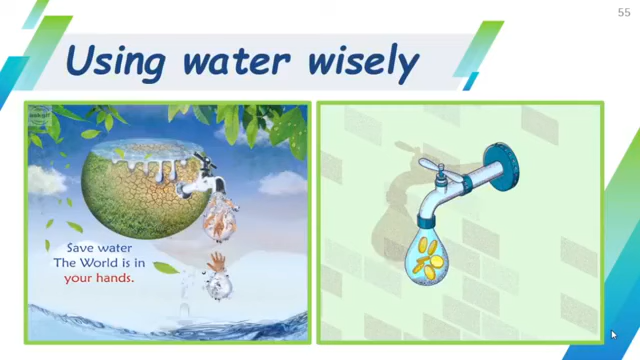 55
Using water wisely
Save water
The World is in
your hands.